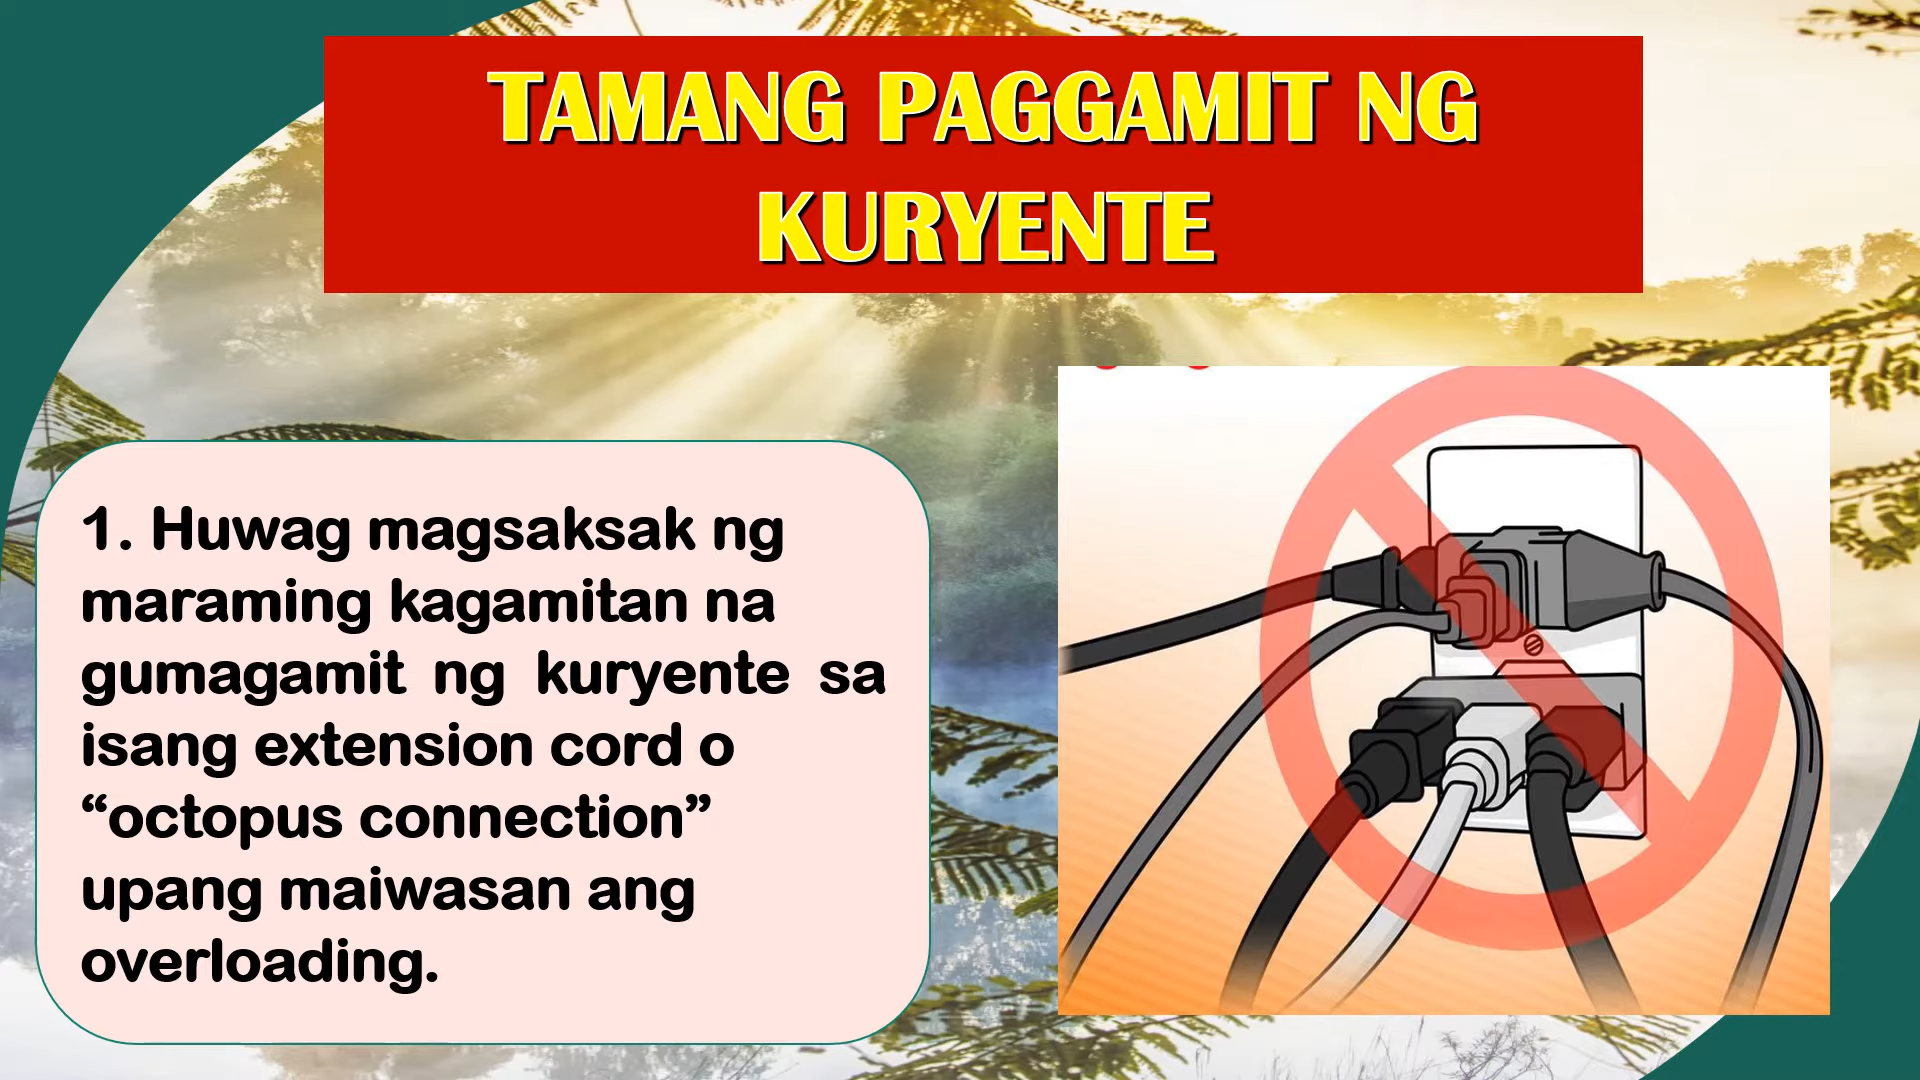 TAMANG PAGGAMIT NG
KURYENTE
1. Huwag magsaksak ng
maraming kagamitan na
gumagamit ng kuryente sa
isang extension cord o
“octopus connection”
upang maiwasan ang
overloading.